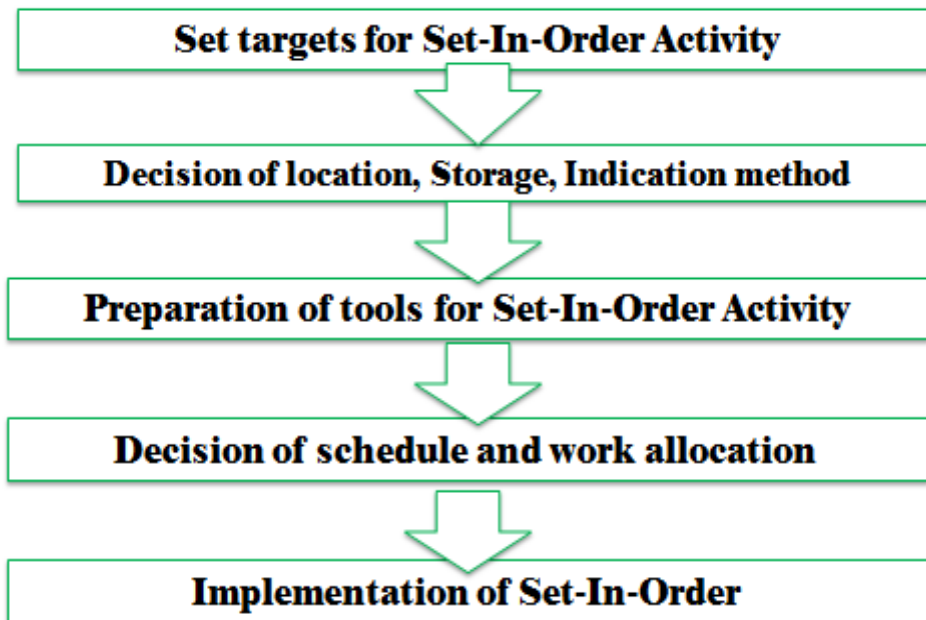 Set targets for Set-In-Order Activity
Decision of location, Storage, Indication method
Preparation of tools for Set-In-Order Activity
Decision of schedule and work allocation
Implementation of Set-In-Order